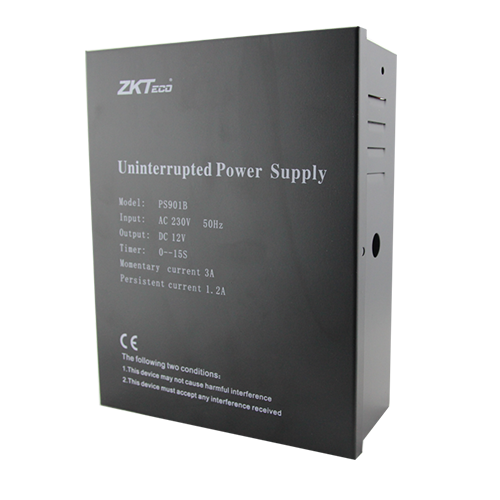 ZKTECO
Uninterrupted Power Supply
Model: PS901B
Input: AC 230V 50Hz
Output: DC 12V
Timer: 0--15S
Momentary current 3A
Persistent current 1.2A
CE
The following two conditions:
1.This device may not cause harmful interference
2.This device must accept any interference received